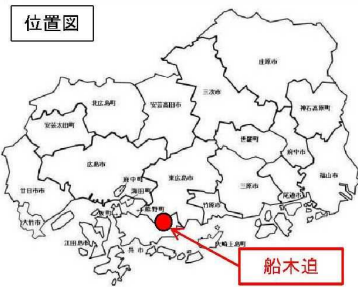 位置図
庄原市
三次市
北広島町
安芸高田市
神石高原町
安芸太田町
世羅町
府中市
広島市
福山市
東広島市
三原市
尾道市
廿日市市
府中町
海田町
竹原市
大竹市
坂町
熊野町
江田島市
呉市
大崎上島町
船木迫